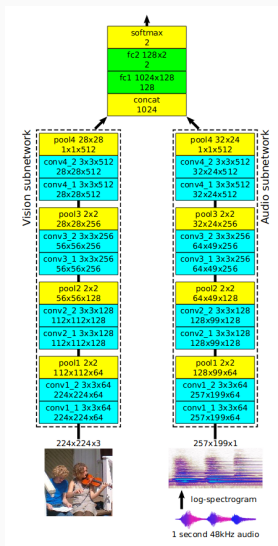 softmax
2
fc2 128x2
2
fc1 1024x128
128
concat
1024
Vision subnetwork
pool4 28x28
1x1x512
conv4_2 3x3x512
28x28x512
conv4_1 3x3x512
28x28x512
pool3 2x2
28x28x256
conv3_2 3x3x256
56x56x256
conv3_1 3x3x256
56x56x256
pool2 2x2
56x56x128
conv2_2 3x3x128
112x112x128
conv2_1 3x3x128
112x112x128
pool1 2x2
112x112x64
conv1_2 3x3x64
224x224x64
conv1_1 3x3x64
224x224x64
224x224x3
Audio subnetwork
pool4 32x24
1x1x512
conv4_2 3x3x512
32x24x512
conv4_1 3x3x512
32x24x512
pool3 2x2
32x24x256
conv3_2 3x3x256
64x49x256
conv3_1 3x3x256
64x49x256
pool2 2x2
64x49x128
conv2_2 3x3x128
128x99x128
conv2_1 3x3x128
128x99x128
pool1 2x2
128x99x64
conv1_2 3x3x64
257x199x64
conv1_1 3x3x64
257x199x64
257x199x1
log-spectrogram
1 second 48kHz audio